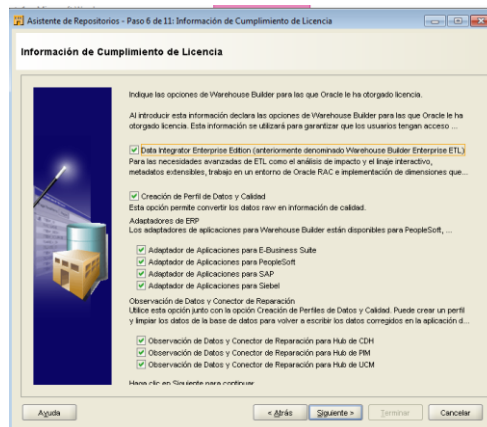 Asistente de Repositorios - Paso 6 de 11: Información de Cumplimiento de Licencia
Información de Cumplimiento de Licencia
Indique las opciones de Warehouse Builder para las que Oracle le ha otorgado licencia.
Al introducir esta información declara las opciones de Warehouse Builder para las que Oracle le ha
otorgado licencia. Esta información se utilizará para garantizar que los usuarios tengan acceso ...
Data Integrator Enterprise Edition (anteriormente denominado Warehouse Builder Enterprise ETL)
Para las necesidades avanzadas de ETL como el análisis de impacto y el linaje interactivo,
metadatos extensibles, trabajo en un entorno de Oracle RAC e implementación de dimensiones que...
Creación de Perfil de Datos y Calidad
Esta opción permite convertir los datos raw en información de calidad.
Adaptadores de ERP
Los adaptadores de aplicaciones para Warehouse Builder están disponibles para PeopleSoft, ...
Adaptador de Aplicaciones para E-Business Suite
Adaptador de Aplicaciones para PeopleSoft
Adaptador de Aplicaciones para SAP
Adaptador de Aplicaciones para Siebel
Observación de Datos y Conector de Reparación
Utilice esta opción junto con la opción Creación de Perfiles de Datos y Calidad. Puede crear un perfil
y limpiar los datos de la base de datos para volver a escribir los datos corregidos en la aplicación d...
Observación de Datos y Conector de Reparación para Hub de CDH
Observación de Datos y Conector de Reparación para Hub de PIM
Observación de Datos y Conector de Reparación para Hub de UCM
Haga clic en Siguiente para continuar
Ayuda
< Atrás
Siguiente >
Terminar
Cancelar